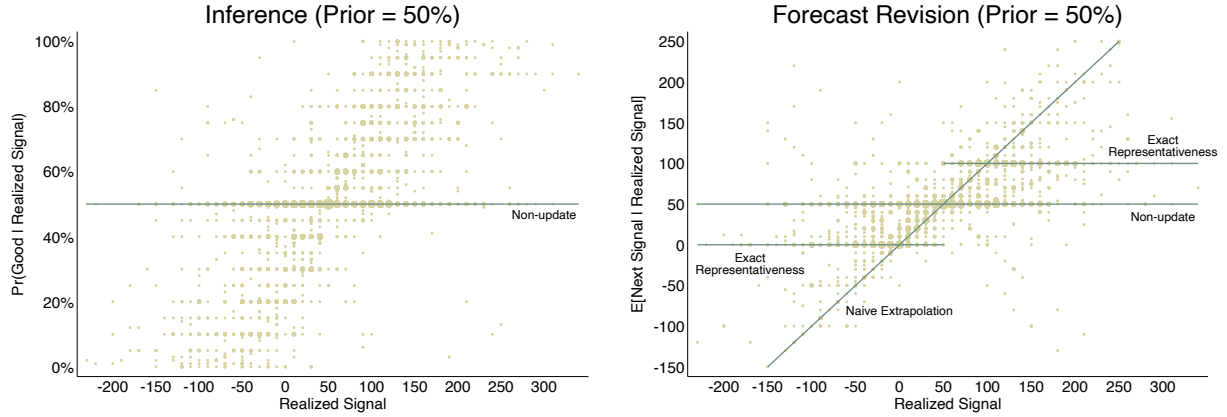 Inference (Prior = 50%)
Pr(Good | Realized Signal)
100%
80%
60%
40%
20%
0%
Non-update
-200 -150 -100 -50 0 50 100 150 200 250 300
Realized Signal
Forecast Revision (Prior = 50%)
E[Next Signal | Realized Signal]
250
200
150
100
50
0
-50
-100
-150
Exact
Representativeness
Non-update
Exact
Representativeness
Naive Extrapolation
-200 -150 -100 -50 0 50 100 150 200 250 300
Realized Signal